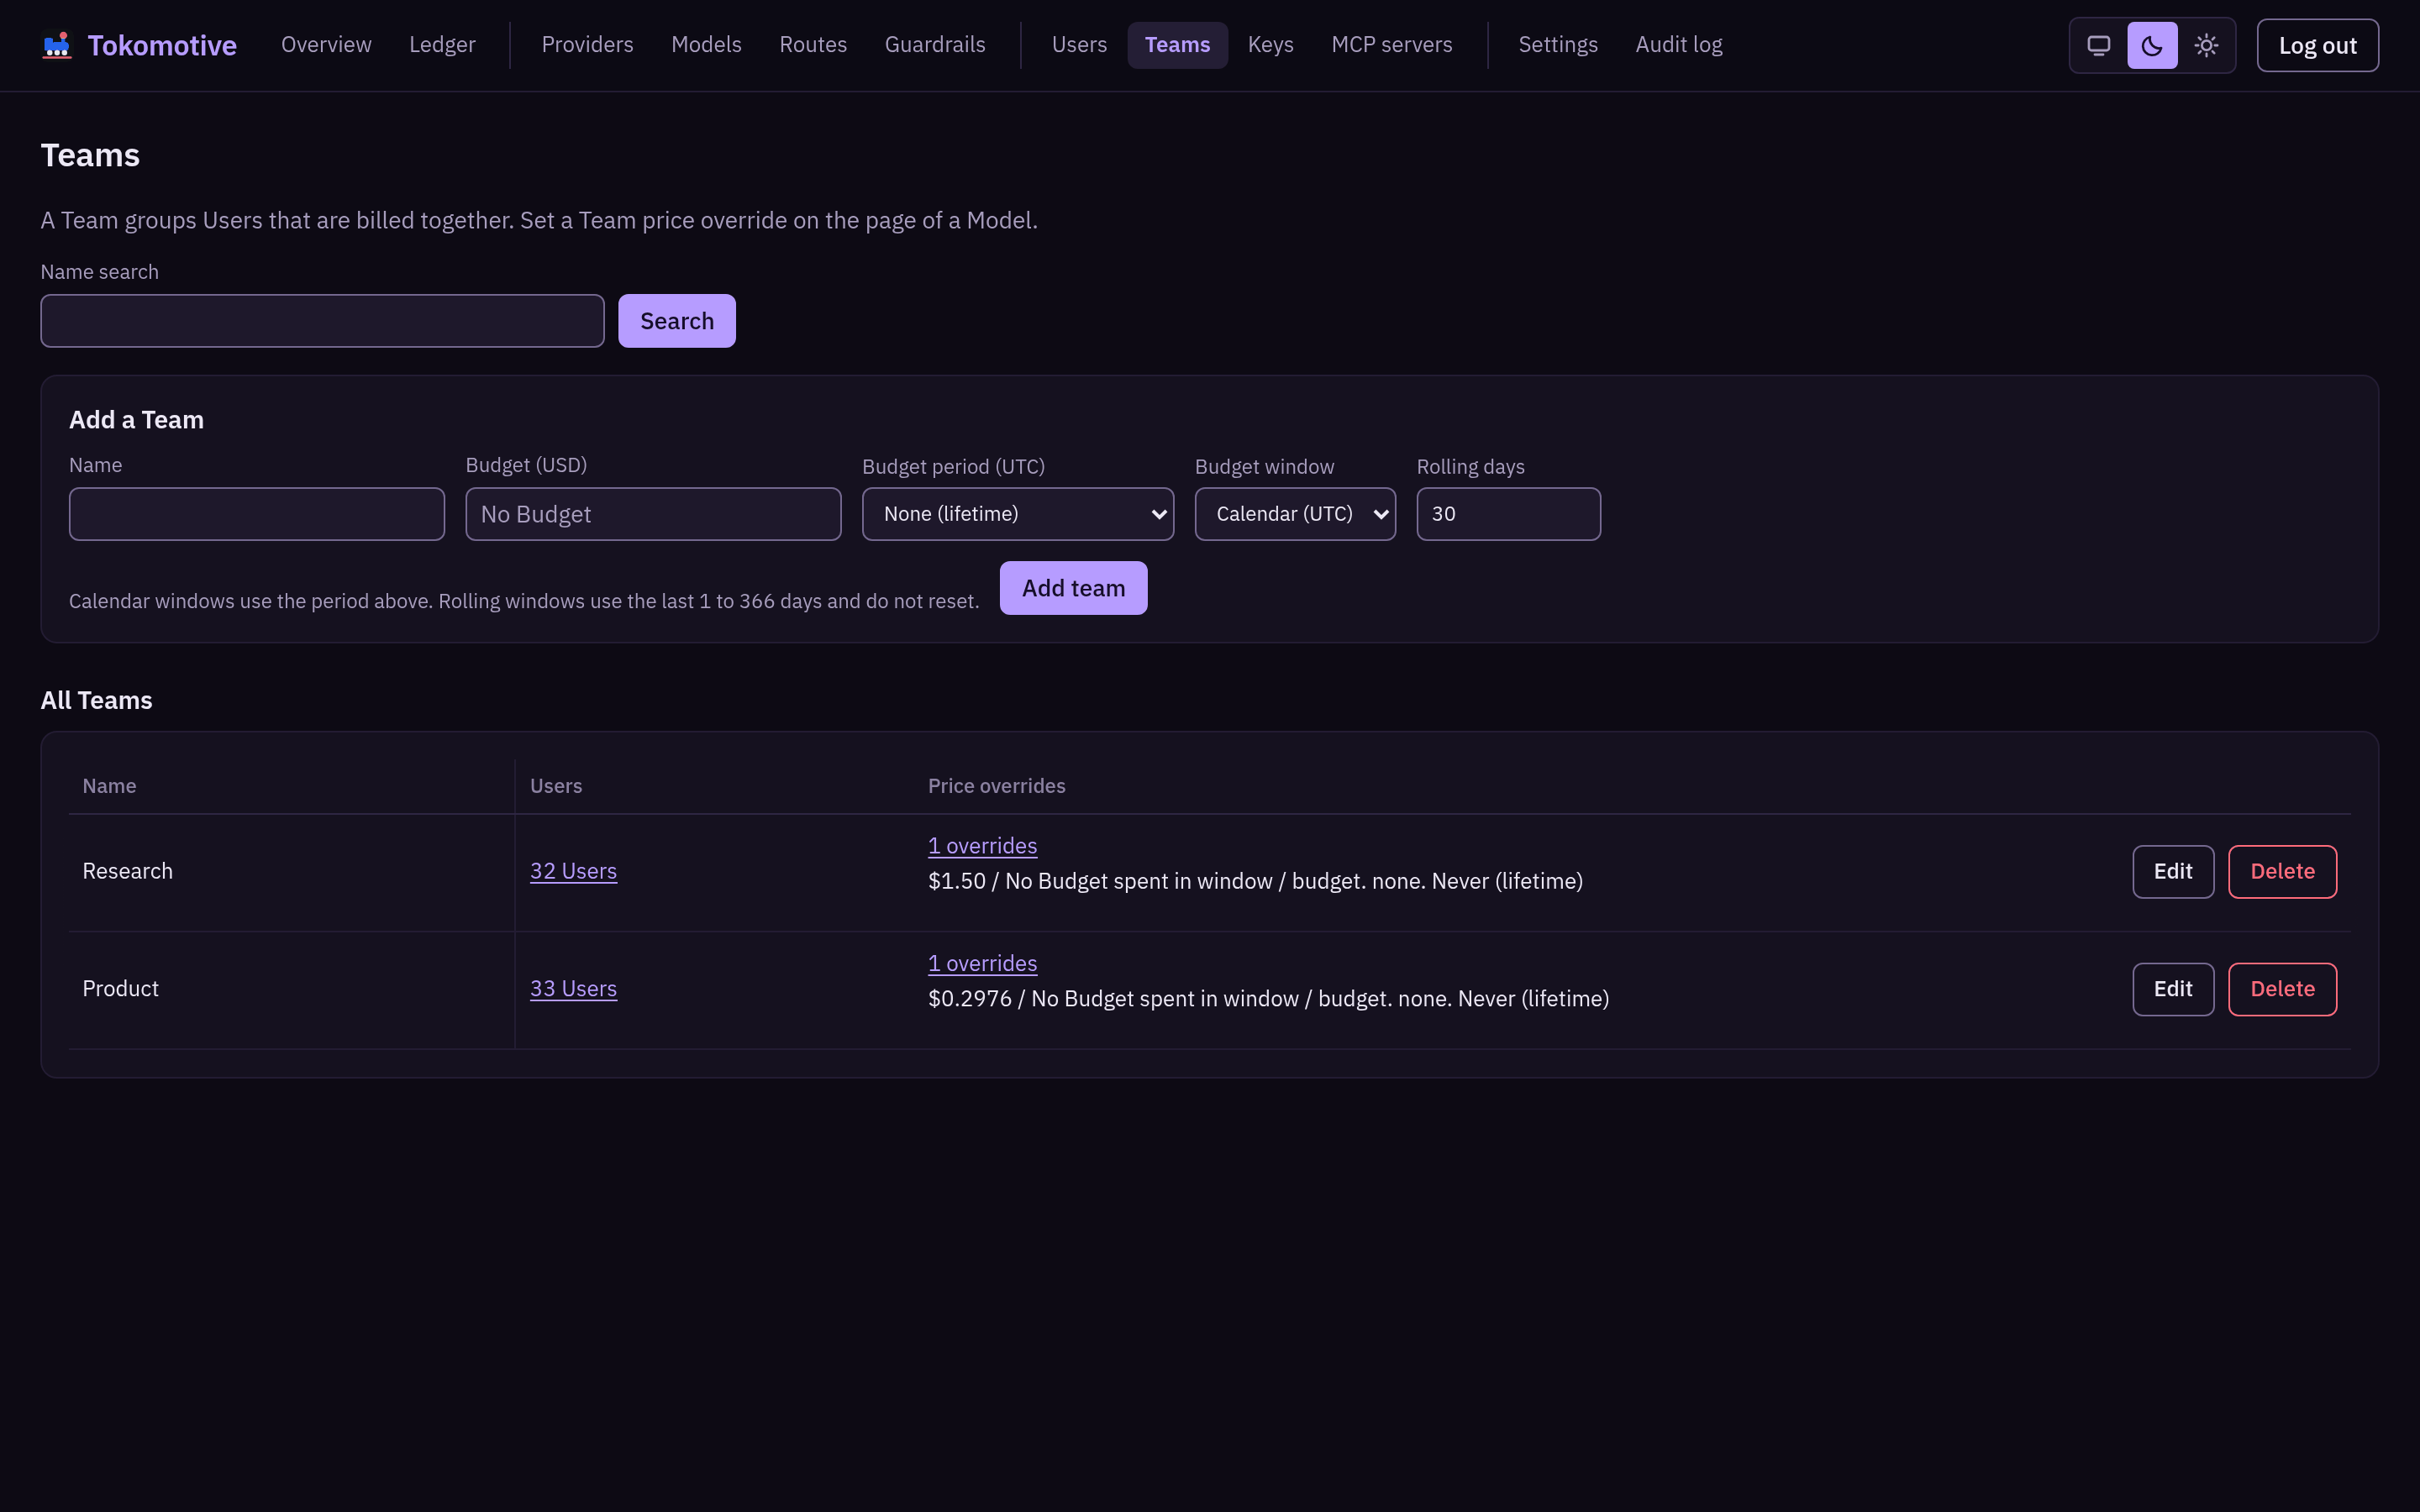 Tokomotive Overview Ledger Providers Models Routes Guardrails Users Teams Keys MCP servers Settings Audit log Log out
Teams
A Team groups Users that are billed together. Set a Team price override on the page of a Model.
Name search
Search
Add a Team
Name Budget (USD) Budget period (UTC) Budget window Rolling days
No Budget None (lifetime) Calendar (UTC) 30
Calendar windows use the period above. Rolling windows use the last 1 to 366 days and do not reset. Add team
All Teams
Name Users Price overrides
Research 32 Users 1 overrides
$1.50 / No Budget spent in window / budget. none. Never (lifetime) Edit Delete
Product 33 Users 1 overrides
$0.2976 / No Budget spent in window / budget. none. Never (lifetime) Edit Delete